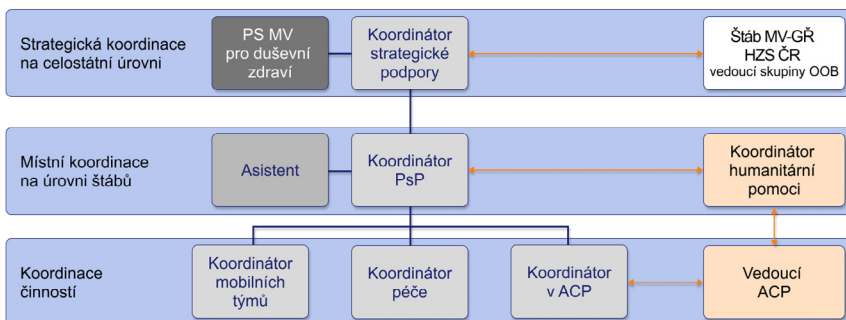 Strategická koordinace
na celostátní úrovni
PS MV
pro duševní
zdraví
Koordinátor
strategické
podpory
Štáb MV-GŘ
HZS ČR
vedoucí skupiny OOB
Místní koordinace
na úrovni štábů
Asistent
Koordinátor
PsP
Koordinátor
humanitární
pomoci
Koordinace
činností
Koordinátor
mobilních
týmů
Koordinátor
péče
Koordinátor
v ACP
Vedoucí
ACP